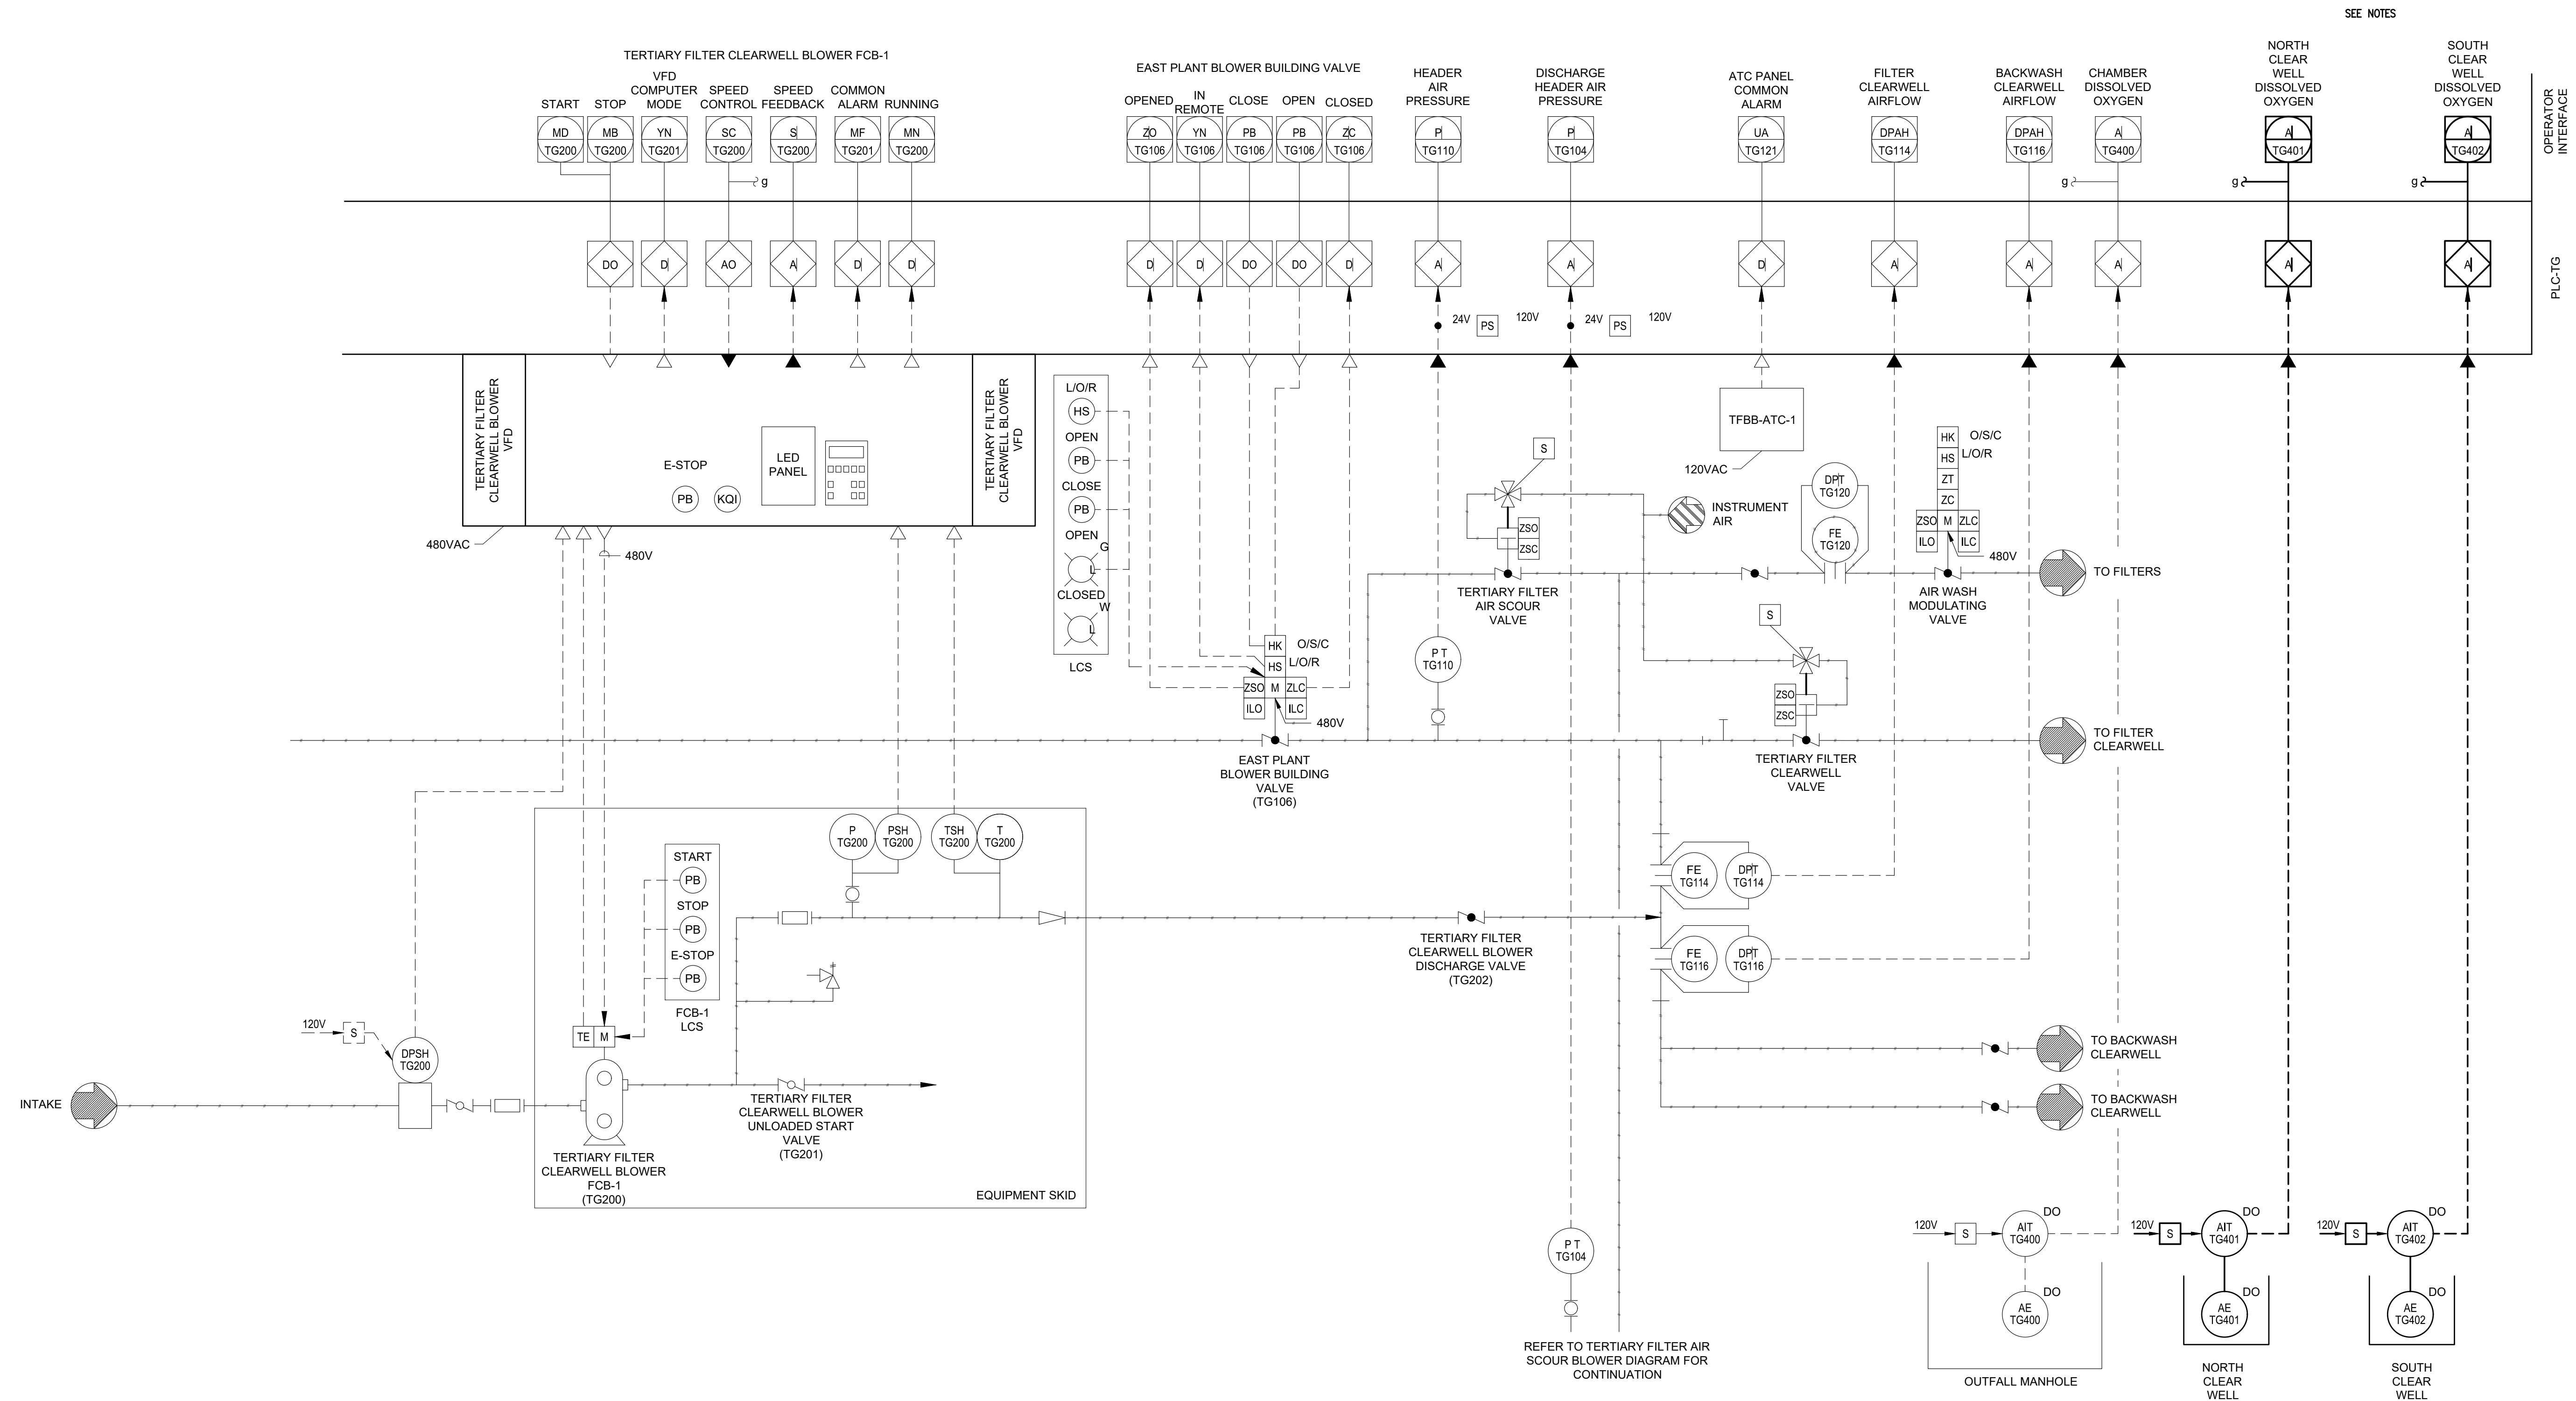 SEE NOTES
TERTIARY FILTER CLEARWELL BLOWER FCB-1
START
STOP
VFD
COMPUTER
MODE
SPEED
CONTROL
SPEED
FEEDBACK
COMMON
ALARM
RUNNING
EAST PLANT BLOWER BUILDING VALVE
OPENED
IN
REMOTE
CLOSE
OPEN
CLOSED
HEADER
AIR
PRESSURE
DISCHARGE
HEADER AIR
PRESSURE
ATC PANEL
COMMON
ALARM
FILTER
CLEARWELL
AIRFLOW
BACKWASH
CLEARWELL
AIRFLOW
CHAMBER
DISSOLVED
OXYGEN
NORTH
CLEAR
WELL
DISSOLVED
OXYGEN
SOUTH
CLEAR
WELL
DISSOLVED
OXYGEN
OPERATOR
INTERFACE
MD
TG200
MB
TG200
YN
TG201
SC
TG200
SI
TG200
MF
TG201
MN
TG200
ZO
TG106
YN
TG106
PB
TG106
PB
TG106
ZC
TG106
PI
TG110
PI
TG104
UA
TG121
DPAH
TG114
DPAH
TG116
AI
TG400
AI
TG401
AI
TG402
g
g
g
g
DO
DI
AO
AI
DI
DI
DI
DI
DO
DO
DI
AI
AI
DI
AI
AI
AI
AI
AI
PLC-TG
24V
PS
120V
24V
PS
120V
TERTIARY FILTER
CLEARWELL BLOWER
VFD
E-STOP
PB
KQI
LED
PANEL
TERTIARY FILTER
CLEARWELL BLOWER
VFD
480VAC
480V
L/O/R
HS
OPEN
PB
CLOSE
PB
OPEN
G
L
CLOSED
W
L
LCS
HK
O/S/C
HS
L/O/R
ZSO
M
ZLC
ILO
ILC
480V
EAST PLANT
BLOWER BUILDING
VALVE
(TG106)
PT
TG110
S
ZSO
ZSC
TERTIARY FILTER
AIR SCOUR
VALVE
TFBB-ATC-1
120VAC
INSTRUMENT
AIR
DPIT
TG120
FE
TG120
HK
O/S/C
HS
L/O/R
ZT
ZC
ZSO
M
ZLC
ILO
ILC
480V
AIR WASH
MODULATING
VALVE
TO FILTERS
S
ZSO
ZSC
TERTIARY FILTER
CLEARWELL
VALVE
TO FILTER
CLEARWELL
START
PB
STOP
PB
E-STOP
PB
FCB-1
LCS
PI
TG200
PSH
TG200
TSH
TG200
TI
TG200
FE
TG114
DPIT
TG114
FE
TG116
DPIT
TG116
TERTIARY FILTER
CLEARWELL BLOWER
DISCHARGE VALVE
(TG202)
120V
S
DPSH
TG200
TE
M
INTAKE
TERTIARY FILTER
CLEARWELL BLOWER
FCB-1
(TG200)
TERTIARY FILTER
CLEARWELL BLOWER
UNLOADED START
VALVE
(TG201)
EQUIPMENT SKID
TO BACKWASH
CLEARWELL
TO BACKWASH
CLEARWELL
PT
TG104
REFER TO TERTIARY FILTER AIR
SCOUR BLOWER DIAGRAM FOR
CONTINUATION
120V
S
AIT
TG400
DO
AE
TG400
DO
OUTFALL MANHOLE
120V
S
AIT
TG401
DO
AE
TG401
DO
NORTH
CLEAR
WELL
120V
S
AIT
TG402
DO
AE
TG402
DO
SOUTH
CLEAR
WELL